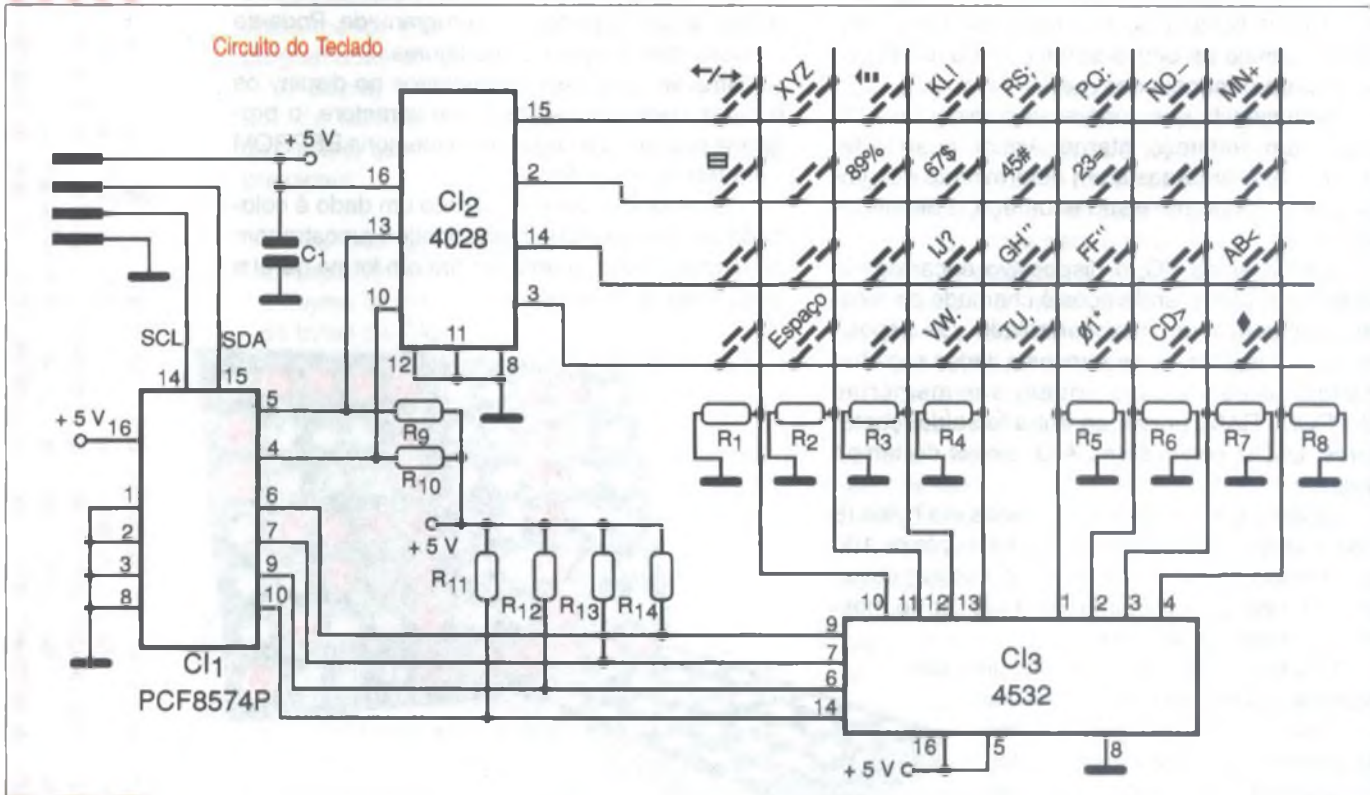 Circuito do Teclado
+ 5 V
16
13
10
12
11
8
CI2
4028
15
2
14
3
C1
SCL
SDA
14
15
+ 5 V
16
1
2
3
8
5
4
6
7
9
10
CI1
PCF8574P
R9
R10
+ 5 V
R11
R12
R13
R14
←/→
XYZ
KL!
RS;
PQ:
NO–
MN+
89%
67$
45#
23=
IJ?
GH"
FF"
AB<
Espaço
CD>
R1
R2
R3
R4
R5
R6
R7
R8
10
11
12
13
1
2
3
4
9
7
6
14
CI3
4532
16
5
8
+ 5 V